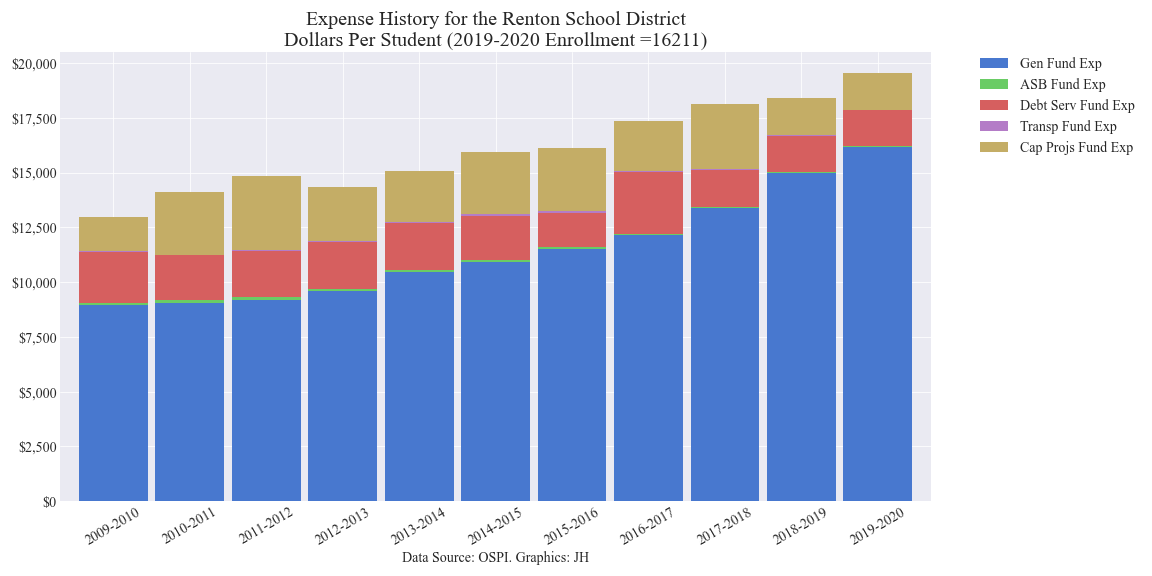 Expense History for the Renton School District
Dollars Per Student (2019-2020 Enrollment =16211)
$20,000
$17,500
$15,000
$12,500
$10,000
$7,500
$5,000
$2,500
$0
2009-2010
2010-2011
2011-2012
2012-2013
2013-2014
2014-2015
2015-2016
2016-2017
2017-2018
2018-2019
2019-2020
Data Source: OSPI. Graphics: JH
Gen Fund Exp
ASB Fund Exp
Debt Serv Fund Exp
Transp Fund Exp
Cap Projs Fund Exp